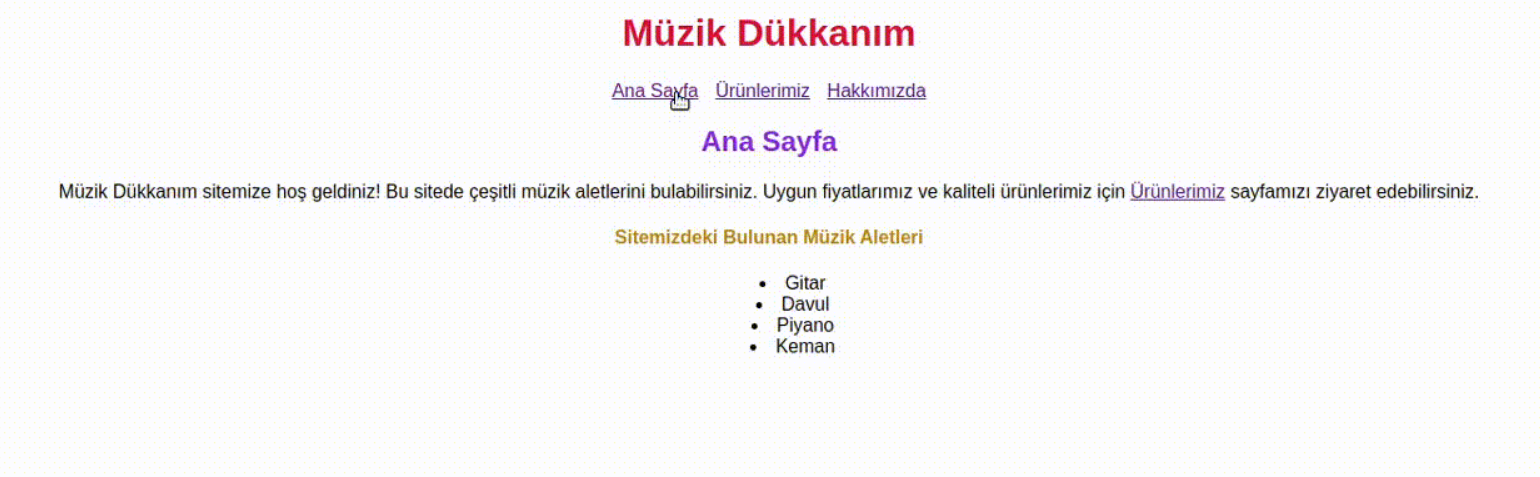 Müzik Dükkanım
Ana Sayfa Ürünlerimiz Hakkımızda
Ana Sayfa
Müzik Dükkanım sitemize hoş geldiniz! Bu sitede çeşitli müzik aletlerini bulabilirsiniz. Uygun fiyatlarımız ve kaliteli ürünlerimiz için Ürünlerimiz sayfamızı ziyaret edebilirsiniz.
Sitemizdeki Bulunan Müzik Aletleri
• Gitar
• Davul
• Piyano
• Keman